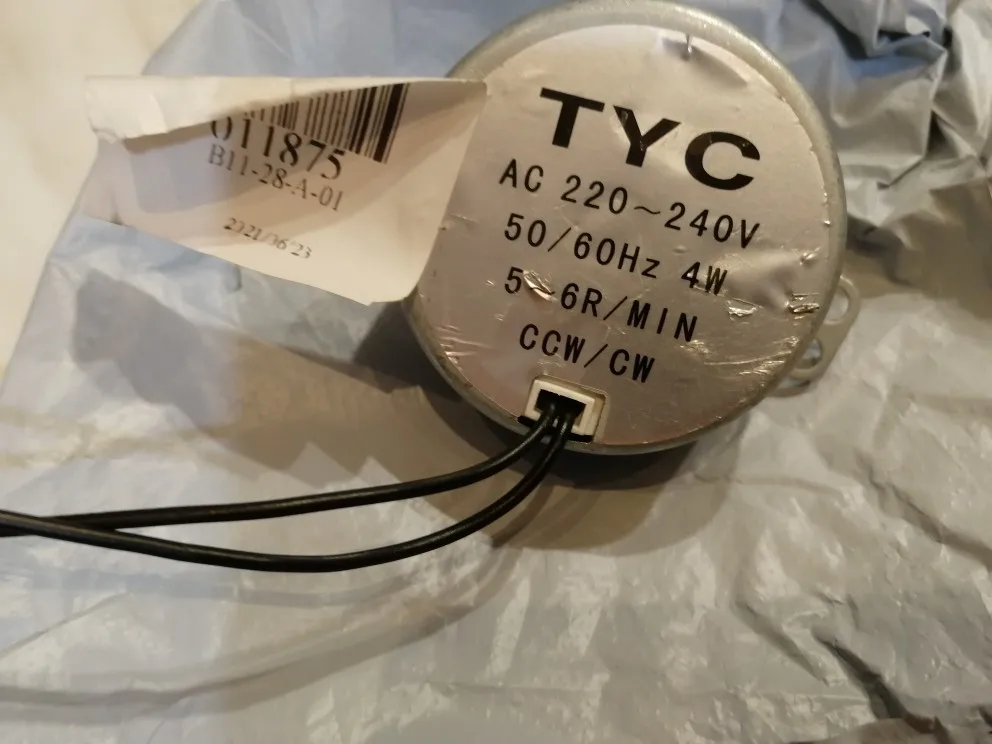 011875
B11-28-A-01
2021/06/23
TYC
AC 220~240V
50/60Hz 4W
5~6R/MIN
CCW/CW